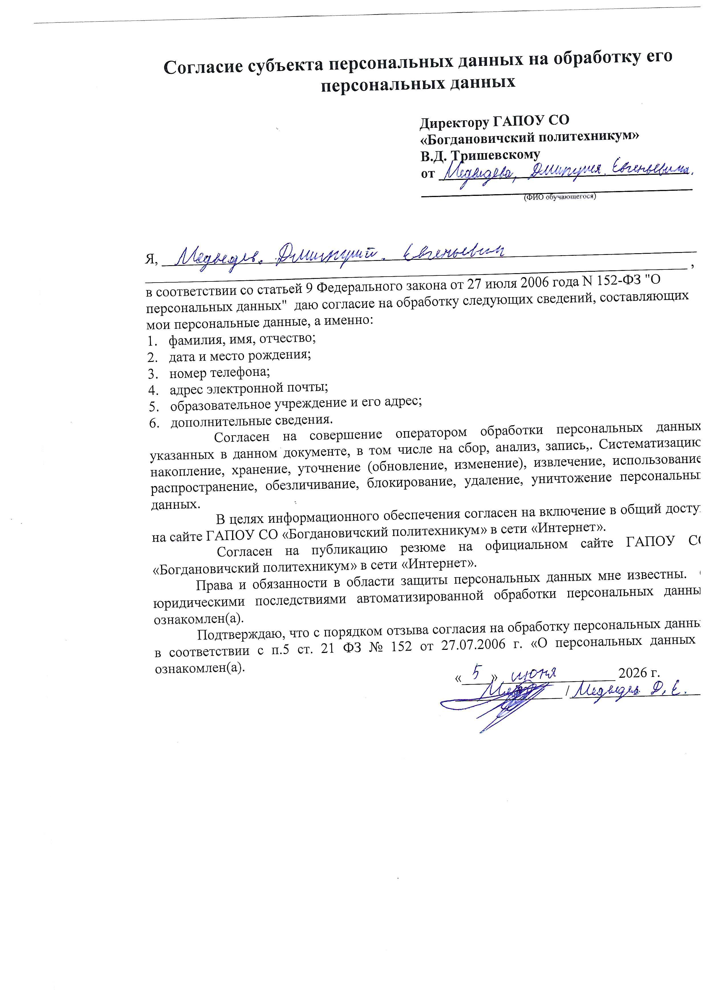 Согласие субъекта персональных данных на обработку его
персональных данных
Директору ГАПОУ СО
«Богдановичский политехникум»
В.Д. Тришевскому
от Медведева, Дмитрия. Евгеньевича.
(ФИО обучающегося)
Я, Медведев. Дмитрий. Евгеньевич
,
в соответствии со статьей 9 Федерального закона от 27 июля 2006 года N 152-ФЗ "О
персональных данных" даю согласие на обработку следующих сведений, составляющих
мои персональные данные, а именно:
1. фамилия, имя, отчество;
2. дата и место рождения;
3. номер телефона;
4. адрес электронной почты;
5. образовательное учреждение и его адрес;
6. дополнительные сведения.
Согласен на совершение оператором обработки персональных данных
указанных в данном документе, в том числе на сбор, анализ, запись,. Систематизацию
накопление, хранение, уточнение (обновление, изменение), извлечение, использование
распространение, обезличивание, блокирование, удаление, уничтожение персональны
данных.
В целях информационного обеспечения согласен на включение в общий досту
на сайте ГАПОУ СО «Богдановичский политехникум» в сети «Интернет».
Согласен на публикацию резюме на официальном сайте ГАПОУ СО
«Богдановичский политехникум» в сети «Интернет».
Права и обязанности в области защиты персональных данных мне известны.
юридическими последствиями автоматизированной обработки персональных данны
ознакомлен(а).
Подтверждаю, что с порядком отзыва согласия на обработку персональных данны
в соответствии с п.5 ст. 21 ФЗ № 152 от 27.07.2006 г. «О персональных данных
ознакомлен(а).
« 5 » июня 2026 г.
/ Медведев Д. Е.